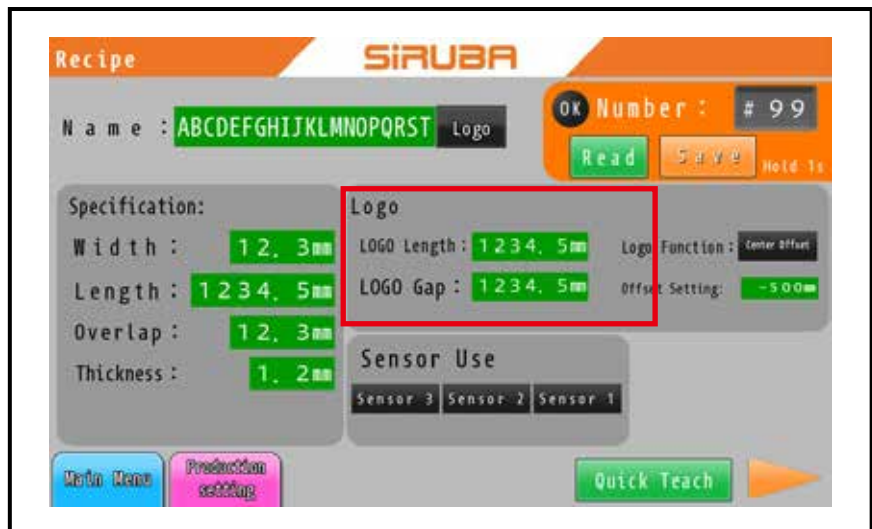 Recipe
SiRUBA
Name : ABCDEFGHIJKLMNOPQRST Logo
OK Number : # 99
Read Save Hold 1s
Specification:
Width : 12. 3mm
Length : 1234. 5mm
Overlap : 12. 3mm
Thickness : 1. 2mm
Logo
LOGO Length : 1234. 5mm
LOGO Gap : 1234. 5mm
Logo Function : Center Offset
Offset Setting: -500mm
Sensor Use
Sensor 3 Sensor 2 Sensor 1
Main Menu
Production
setting
Quick Teach